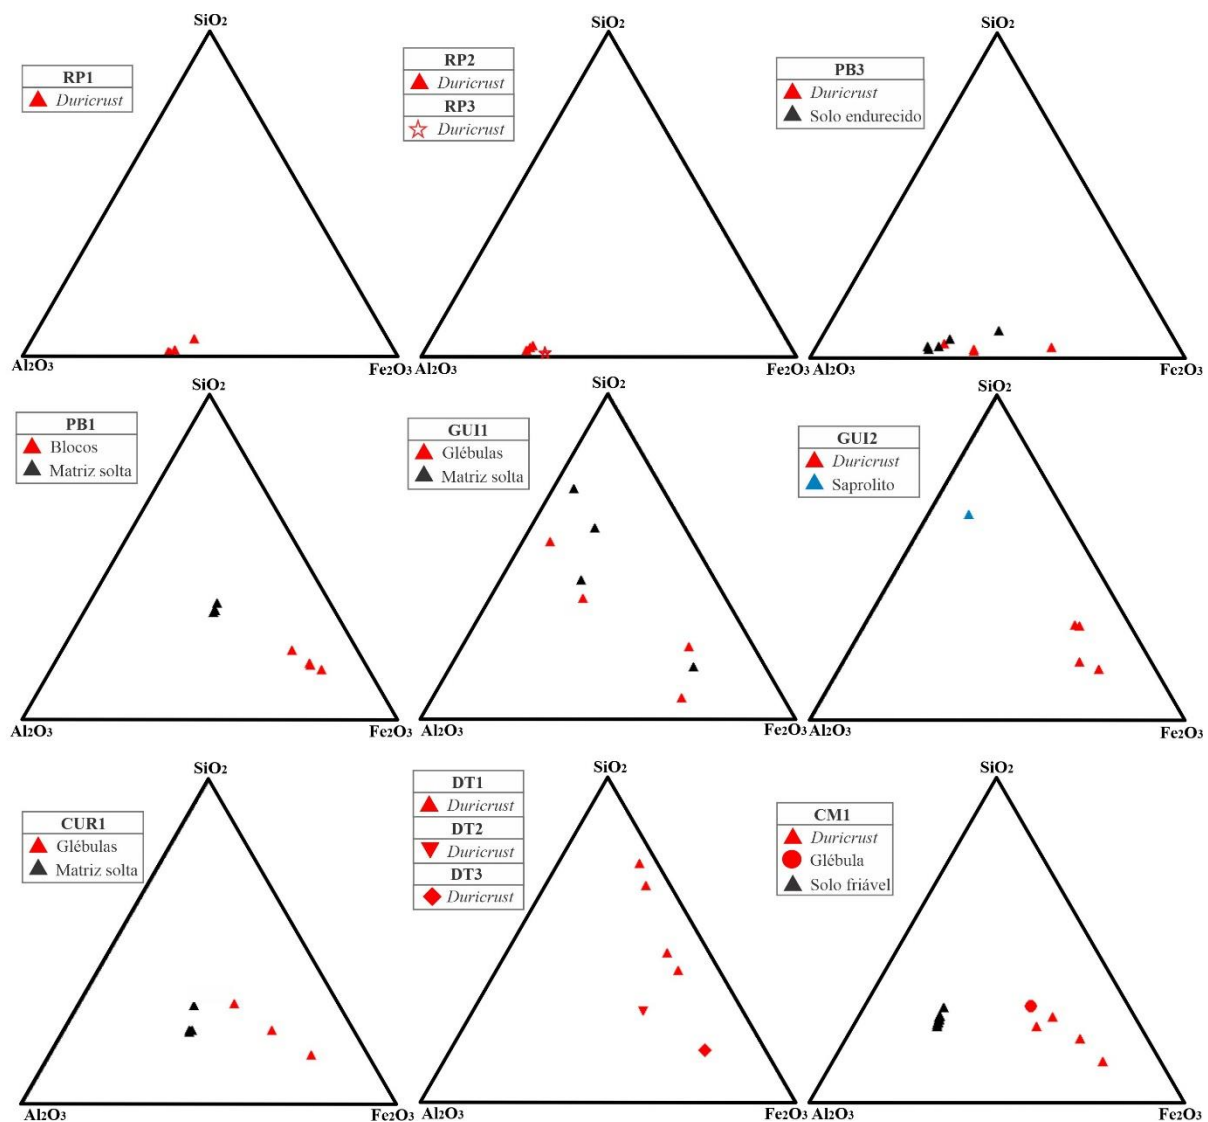 SiO₂
RP1
Duricrust
Al₂O₃
Fe₂O₃
SiO₂
RP2
Duricrust
RP3
Duricrust
Al₂O₃
Fe₂O₃
SiO₂
PB3
Duricrust
Solo endurecido
Al₂O₃
Fe₂O₃
SiO₂
PB1
Blocos
Matriz solta
Al₂O₃
Fe₂O₃
SiO₂
GUI1
Glébulas
Matriz solta
Al₂O₃
Fe₂O₃
SiO₂
GUI2
Duricrust
Saprolito
Al₂O₃
Fe₂O₃
SiO₂
CUR1
Glébulas
Matriz solta
Al₂O₃
Fe₂O₃
SiO₂
DT1
Duricrust
DT2
Duricrust
DT3
Duricrust
Al₂O₃
Fe₂O₃
SiO₂
CM1
Duricrust
Glébula
Solo friável
Al₂O₃
Fe₂O₃